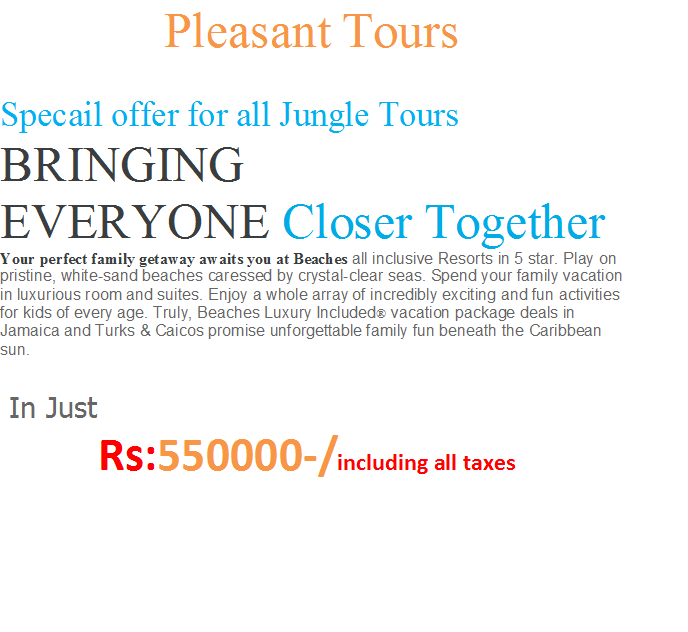 Pleasant Tours
Specail offer for all Jungle Tours
BRINGING
EVERYONE Closer Together
Your perfect family getaway awaits you at Beaches all inclusive Resorts in 5 star. Play on
pristine, white-sand beaches caressed by crystal-clear seas. Spend your family vacation
in luxurious room and suites. Enjoy a whole array of incredibly exciting and fun activities
for kids of every age. Truly, Beaches Luxury Included® vacation package deals in
Jamaica and Turks & Caicos promise unforgettable family fun beneath the Caribbean
sun.
In Just
Rs:550000-/including all taxes